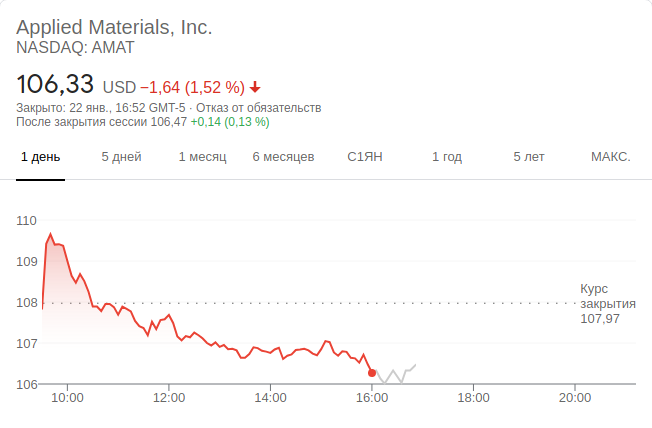 Applied Materials, Inc.
NASDAQ: AMAT
106,33 USD −1,64 (1,52 %)
Закрыто: 22 янв., 16:52 GMT-5 · Отказ от обязательств
После закрытия сессии 106,47 +0,14 (0,13 %)
1 день 5 дней 1 месяц 6 месяцев С1ЯН 1 год 5 лет МАКС.
110
109
Курс
108 закрытия
107,97
107
106
10:00 12:00 14:00 16:00 18:00 20:00